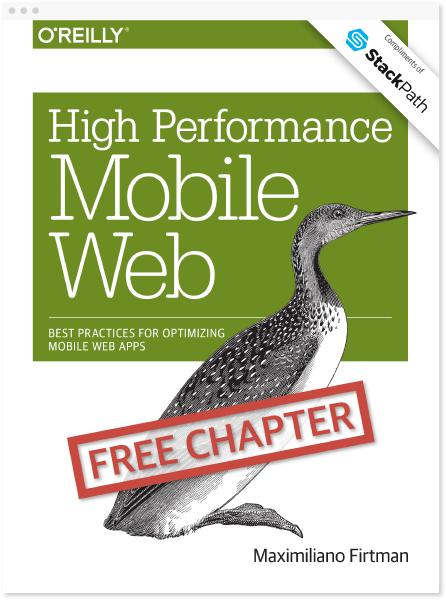 O'REILLY®
Compliments of
StackPath
High Performance
Mobile
Web
BEST PRACTICES FOR OPTIMIZING
MOBILE WEB APPS
FREE CHAPTER
Maximiliano Firtman